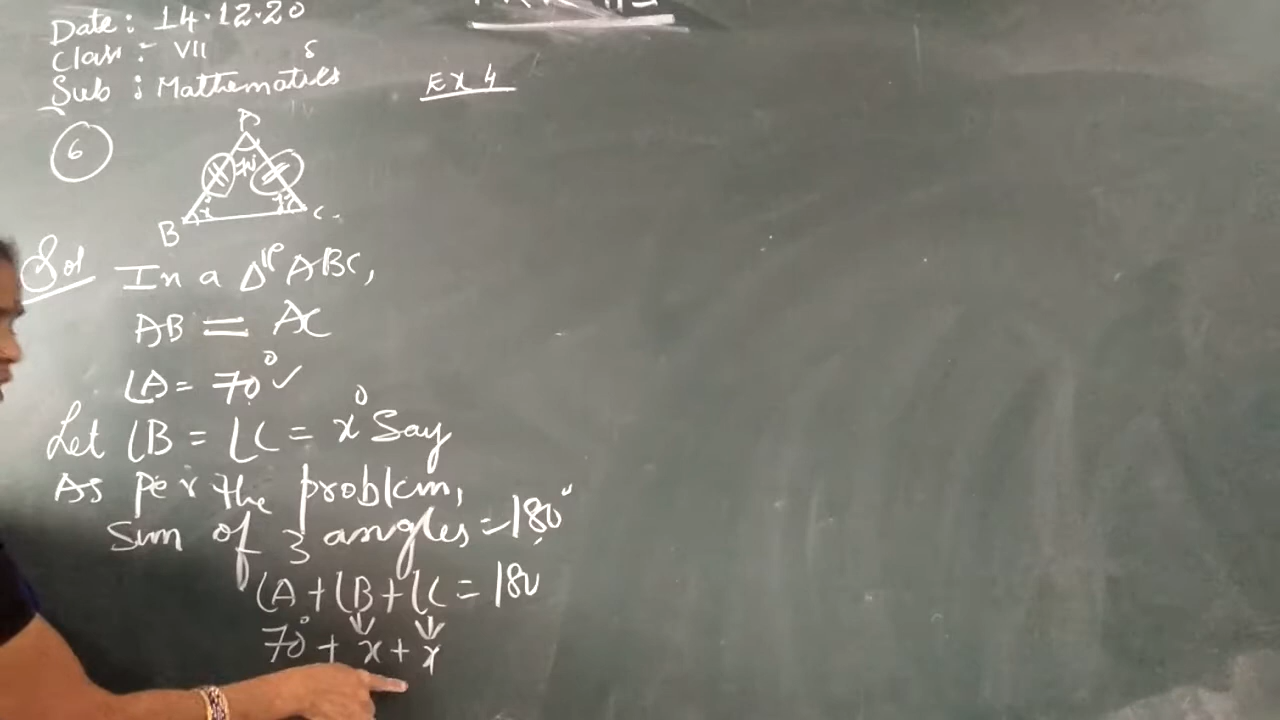 Date: 14.12.20
Class:- VII
Sub: Mathematics
Ex 4
6
A
70°
x° x°
B C
Sol In a Δle ABC,
AB = AC
∠A = 70° ✓
Let ∠B = ∠C = x° Say
As per the problem,
Sum of 3 angles = 180°
∠A + ∠B + ∠C = 180
70° + x + x